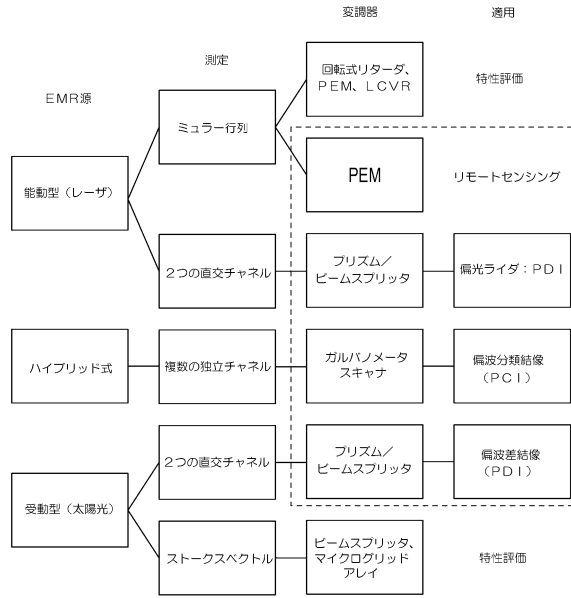 変調器
適用
測定
EMR源
回転式リターダ、
PEM、LCVR
特性評価
ミュラー行列
能動型（レーザ）
PEM
リモートセンシング
2つの直交チャネル
プリズム／
ビームスプリッタ
偏光ライダ：PDI
ハイブリッド式
複数の独立チャネル
ガルバノメータ
スキャナ
偏波分類結像
（PCI）
2つの直交チャネル
プリズム／
ビームスプリッタ
偏波差結像
（PDI）
受動型（太陽光）
ストークスベクトル
ビームスプリッタ、
マイクログリッド
アレイ
特性評価